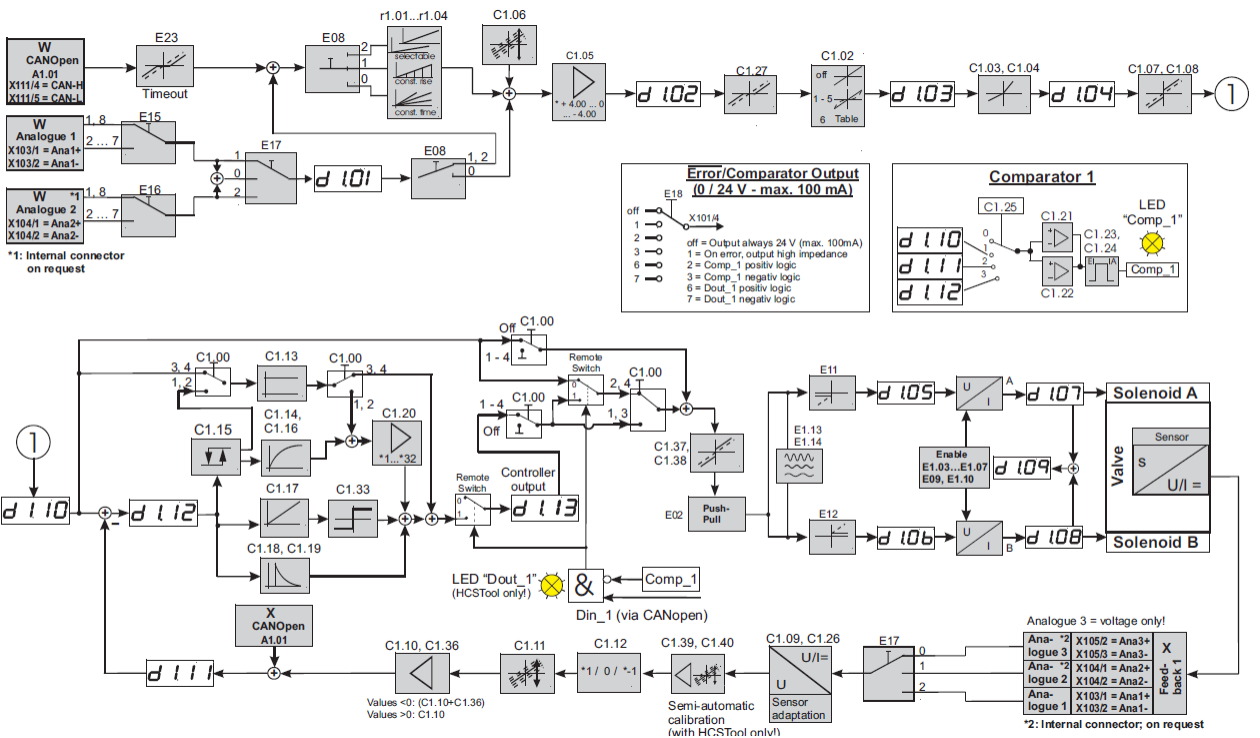 W
CANOpen
A1.01
X111/4 = CAN-H
X111/5 = CAN-L
E23
Timeout
E08
2
1
0
r1.01...r1.04
selectable
const. rise
const. time
C1.06
C1.05
* + 4.00 ... 0
... - 4.00
d 1.02
C1.27
C1.02
off
1 - 5
6 Table
d 1.03
C1.03, C1.04
d 1.04
C1.07, C1.08
1
W
Analogue 1
X103/1 = Ana1+
X103/2 = Ana1-
1, 8
2 ... 7
E15
W *1
Analogue 2
X104/1 = Ana2+
X104/2 = Ana2-
1, 8
2 ... 7
E16
*1: Internal connector
on request
E17
1
0
2
d 1.01
E08
1, 2
0
Error/Comparator Output
(0 / 24 V - max. 100 mA)
E18
X101/4
off
1
2
3
6
7
off = Output always 24 V (max. 100mA)
1 = On error, output high impedance
2 = Comp_1 positiv logic
3 = Comp_1 negativ logic
6 = Dout_1 positiv logic
7 = Dout_1 negativ logic
Comparator 1
C1.25
d 1.10
d 1.11
d 1.12
0
1
2
3
C1.21
+
-
C1.22
+
-
C1.23,
C1.24
EI IA
LED
"Comp_1"
Comp_1
1
d 1.10
-
d 1.12
3, 4
1, 2
C1.00
C1.13
C1.00
3, 4
1, 2
C1.15
C1.14,
C1.16
C1.20
*1...*32
C1.17
C1.33
C1.18, C1.19
Off
C1.00
1 - 4
1 - 4
C1.00
Off
Remote
Switch
0
1
2, 4
C1.00
1, 3
Remote
Switch
0
1
Controller
output
d 1.13
LED "Dout_1"
(HCSTool only!)
&
Comp_1
Din_1 (via CANopen)
C1.37,
C1.38
E02
Push-
Pull
E1.13
E1.14
E11
d 1.05
U
I
A
d 1.07
Enable
E1.03...E1.07
E09, E1.10
d 1.09
E12
d 1.06
U
I
B
d 1.08
Solenoid A
Valve
Sensor
S
U/I =
Solenoid B
X
CANOpen
A1.01
d 1.11
C1.10, C1.36
Values <0: (C1.10+C1.36)
Values >0: C1.10
C1.11
C1.12
*1 / 0 / *-1
C1.39, C1.40
Semi-automatic
calibration
(with HCSTool only!)
C1.09, C1.26
U/I=
U
Sensor
adaptation
E17
0
1
2
Analogue 3 = voltage only!
Ana- *2
logue 3
X105/2 = Ana3+
X105/3 = Ana3-
Ana- *2
logue 2
X104/1 = Ana2+
X104/2 = Ana2-
Ana-
logue 1
X103/1 = Ana1+
X103/2 = Ana1-
X
Feed-
back 1
*2: Internal connector; on request